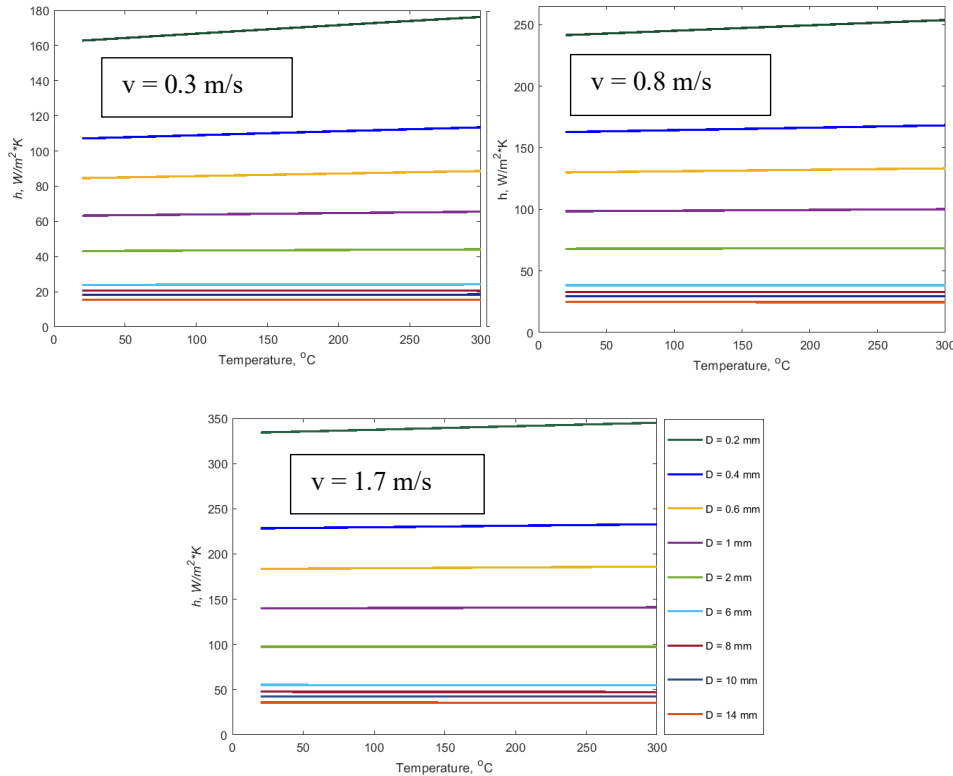 180
160
140
120
100
80
60
40
20
0
h, W/m²*K
v = 0.3 m/s
0 50 100 150 200 250 300
Temperature, °C
250
200
150
100
50
0
h, W/m²*K
v = 0.8 m/s
0 50 100 150 200 250 300
Temperature, °C
350
300
250
200
150
100
50
0
h, W/m²*K
v = 1.7 m/s
0 50 100 150 200 250 300
Temperature, °C
D = 0.2 mm
D = 0.4 mm
D = 0.6 mm
D = 1 mm
D = 2 mm
D = 6 mm
D = 8 mm
D = 10 mm
D = 14 mm